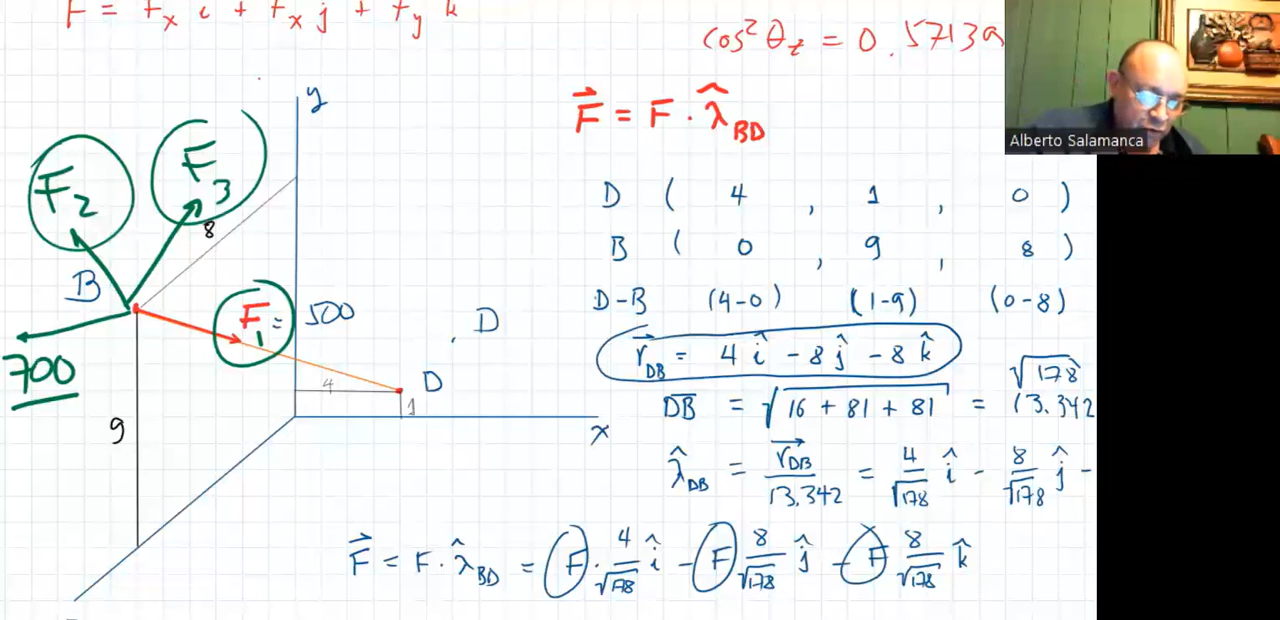 F = Fx i + Fx j + Fy k
cos²θz = 0.5713
Alberto Salamanca
F⃗ = F · λ̂BD
y
F2
F3
8
B
F1 = 500
D
700
4
D
1
9
x
D ( 4 , 1 , 0 )
B ( 0 , 9 , 8 )
D-B (4-0) (1-9) (0-8)
r⃗DB = 4 î - 8 ĵ - 8 k̂
DB = √16 + 81 + 81 = √178 13.342
λ̂DB = r⃗DB / 13.342 = 4/√178 î - 8/√178 ĵ -
F⃗ = F · λ̂BD = F · 4/√178 î - F 8/√178 ĵ - F 8/√178 k̂